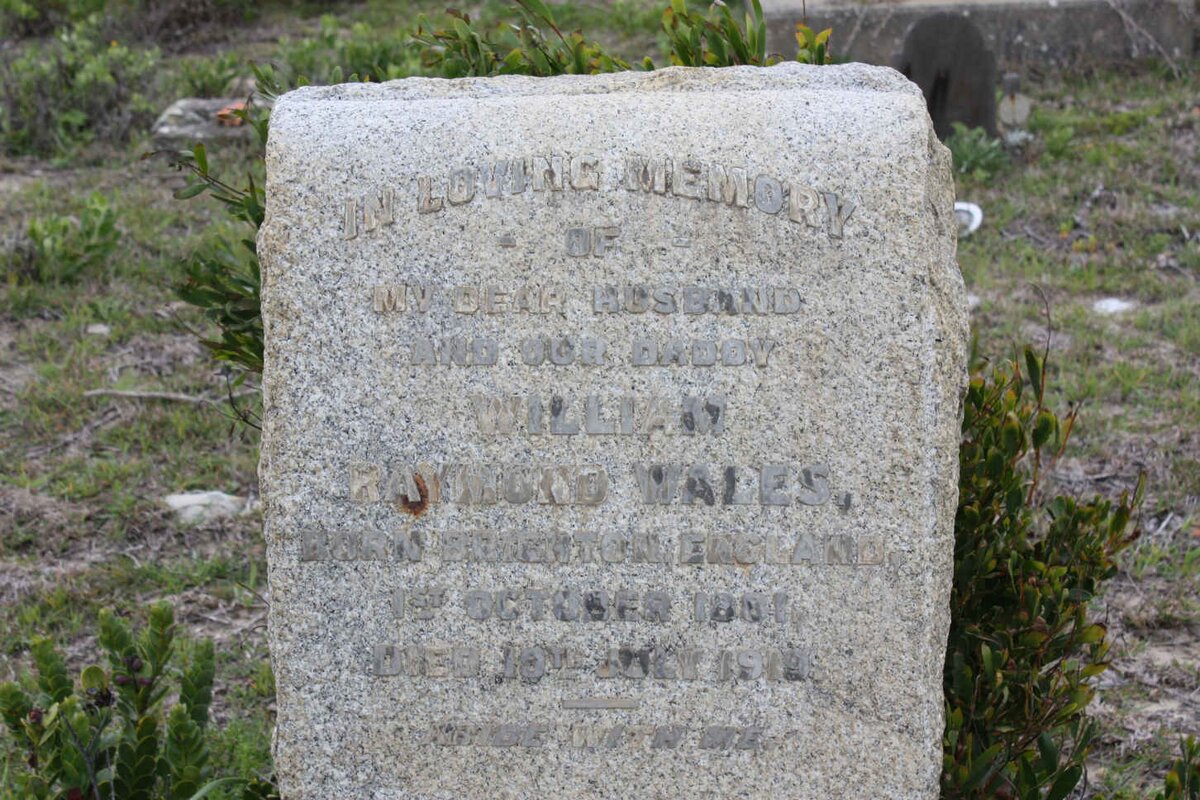 IN LOVING MEMORY
- OF -
MY DEAR HUSBAND
AND OUR DADDY
WILLIAM
RAYMOND WALES,
BORN BRIGHTON, ENGLAND,
1ST OCTOBER
DIED JULY
ABIDE WITH ME.